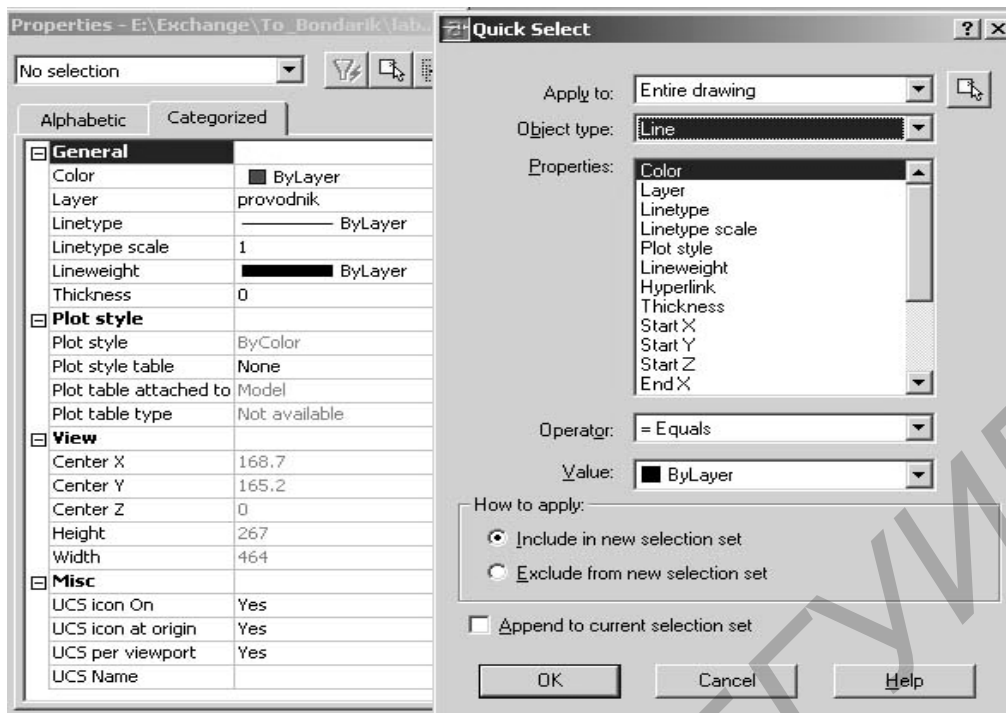 Properties - E:\Exchange\To_Bondarik\lab..
No selection
Alphabetic
Categorized
General
Color ByLayer
Layer provodnik
Linetype ByLayer
Linetype scale 1
Lineweight ByLayer
Thickness 0
Plot style
Plot style ByColor
Plot style table None
Plot table attached to Model
Plot table type Not available
View
Center X 168.7
Center Y 165.2
Center Z 0
Height 267
Width 464
Misc
UCS icon On Yes
UCS icon at origin Yes
UCS per viewport Yes
UCS Name
Quick Select
Apply to: Entire drawing
Object type: Line
Properties:
Color
Layer
Linetype
Linetype scale
Plot style
Lineweight
Hyperlink
Thickness
Start X
Start Y
Start Z
End X
Operator: = Equals
Value: ByLayer
How to apply:
Include in new selection set
Exclude from new selection set
Append to current selection set
OK
Cancel
Help